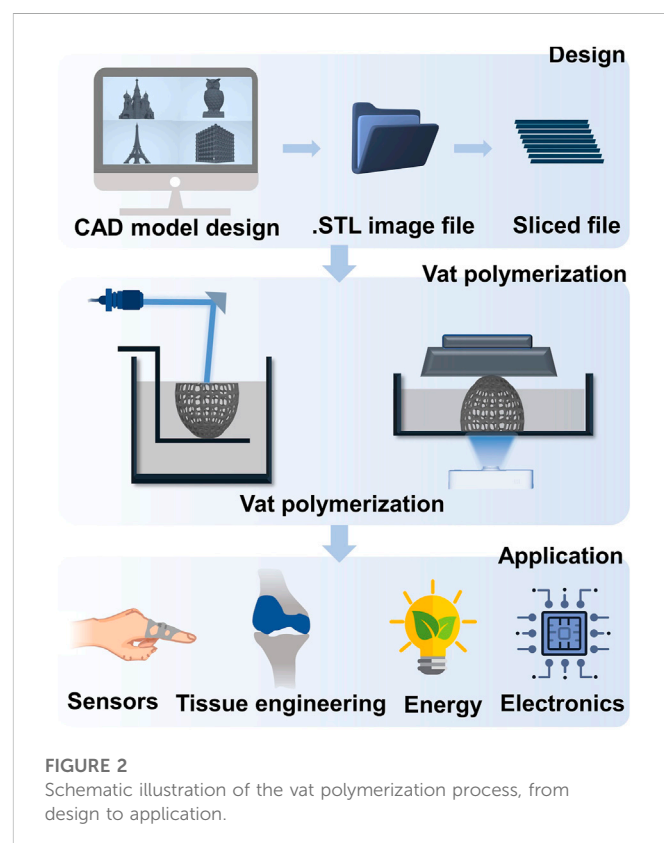 Design
CAD model design
.STL image file
Sliced file
Vat polymerization
Vat polymerization
Application
Sensors
Tissue engineering
Energy
Electronics
FIGURE 2
Schematic illustration of the vat polymerization process, from
design to application.